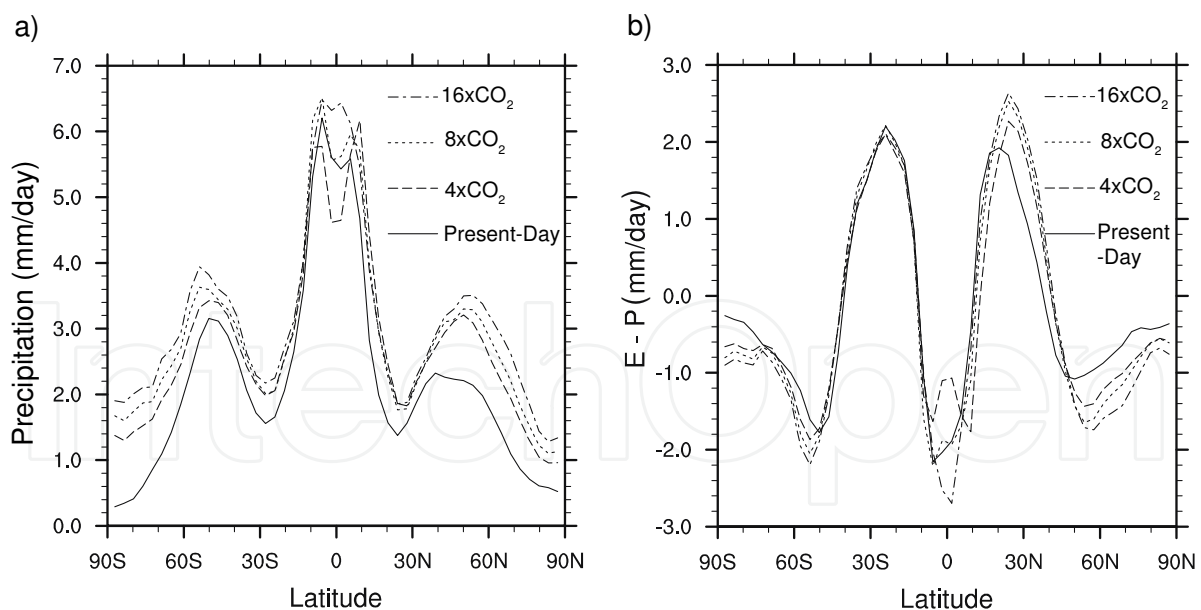 a)
7.0
6.0
5.0
4.0
3.0
2.0
1.0
0.0
Precipitation (mm/day)
16xCO2
8xCO2
4xCO2
Present-Day
90S 60S 30S 0 30N 60N 90N
Latitude
b)
3.0
2.0
1.0
0.0
-1.0
-2.0
-3.0
E - P (mm/day)
16xCO2
8xCO2
4xCO2
Present
-Day
90S 60S 30S 0 30N 60N 90N
Latitude
IntechOpen